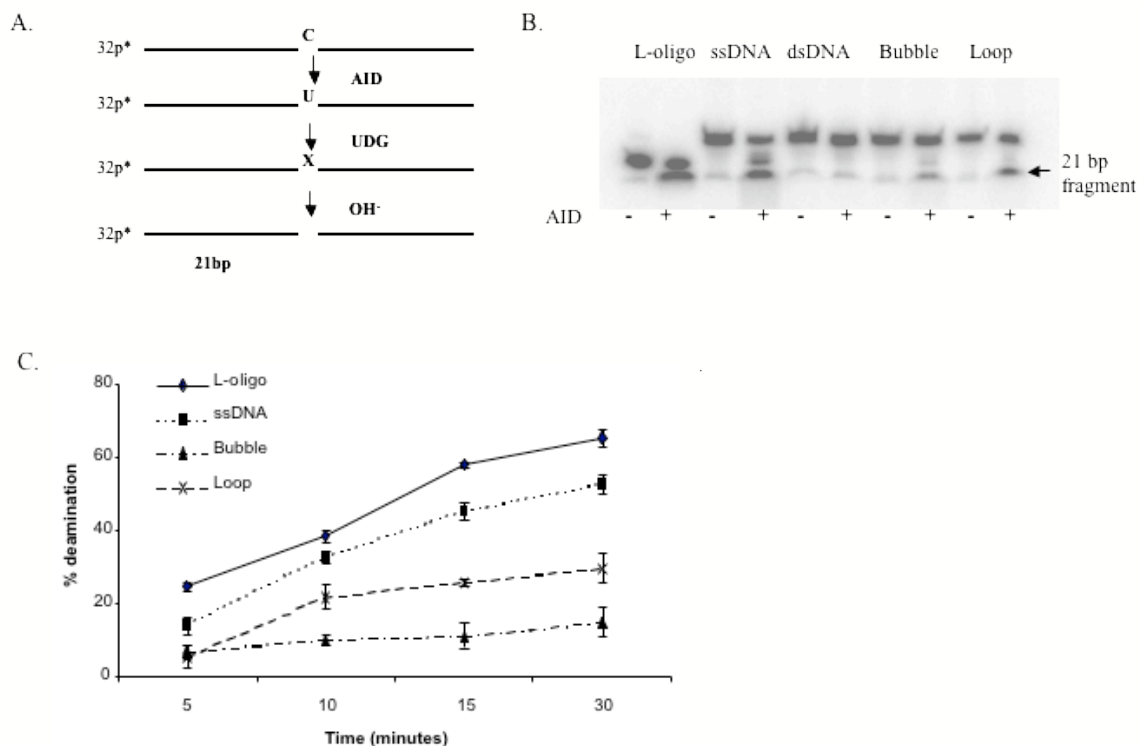 A.
32p*
C
AID
32p*
U
UDG
32p*
X
OH-
32p*
21bp
B.
L-oligo ssDNA dsDNA Bubble Loop
21 bp
fragment
AID - + - + - + - + - +
C.
80
60
40
20
0
% deamination
L-oligo
ssDNA
Bubble
Loop
5 10 15 30
Time (minutes)